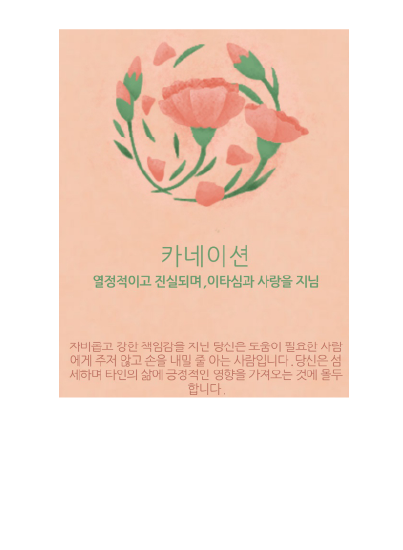 카네이션
열정적이고 진실되며,이타심과 사랑을 지님
자비롭고 강한 책임감을 지닌 당신은 도움이 필요한 사람
에게 주저 않고 손을 내밀 줄 아는 사람입니다. 당신은 섬
세하며 타인의 삶에 긍정적인 영향을 가져오는 것에 몰두
합니다.